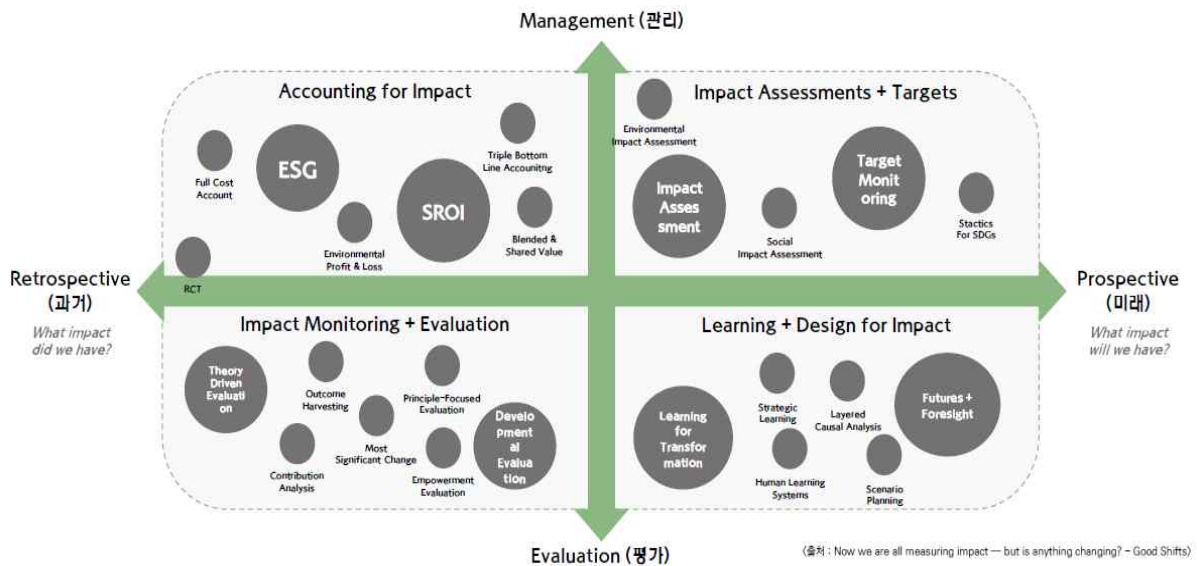 Management (관리)
Accounting for Impact
Full Cost
Account
ESG
Environmental
Profit & Loss
SROI
Triple Bottom
Line Accouning
Blended &
Shared Value
RCT
Impact Assessments + Targets
Environmental
Impact Assessment
Impact
Asses
sment
Social
Impact Assessment
Target
Monit
oring
Stactics
For SDGs
Retrospective
(과거)
What impact
did we have?
Prospective
(미래)
What impact
will we have?
Impact Monitoring + Evaluation
Theory
Driven
Evaluati
on
Outcome
Harvesting
Contribution
Analysis
Most
Significant Change
Principle-Focused
Evaluation
Empowerment
Evaluation
Develo
pment
al
Evalua
tion
Learning + Design for Impact
Learning
for
Transfor
mation
Strategic
Learning
Human Learning
Systems
Layered
Causal Analysis
Scenario
Planning
Futures +
Foresight
Evaluation (평가)
(출처 : Now we are all measuring impact — but is anything changing? - Good Shifts)